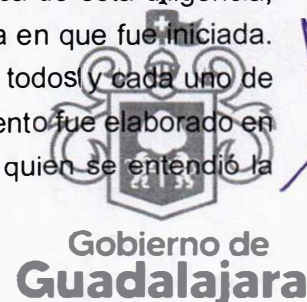 de esta diligencia,
a en que fue iniciada.
todos y cada uno de
ento fue elaborado en
quien se entendió la
Gobierno de
Guadalajara